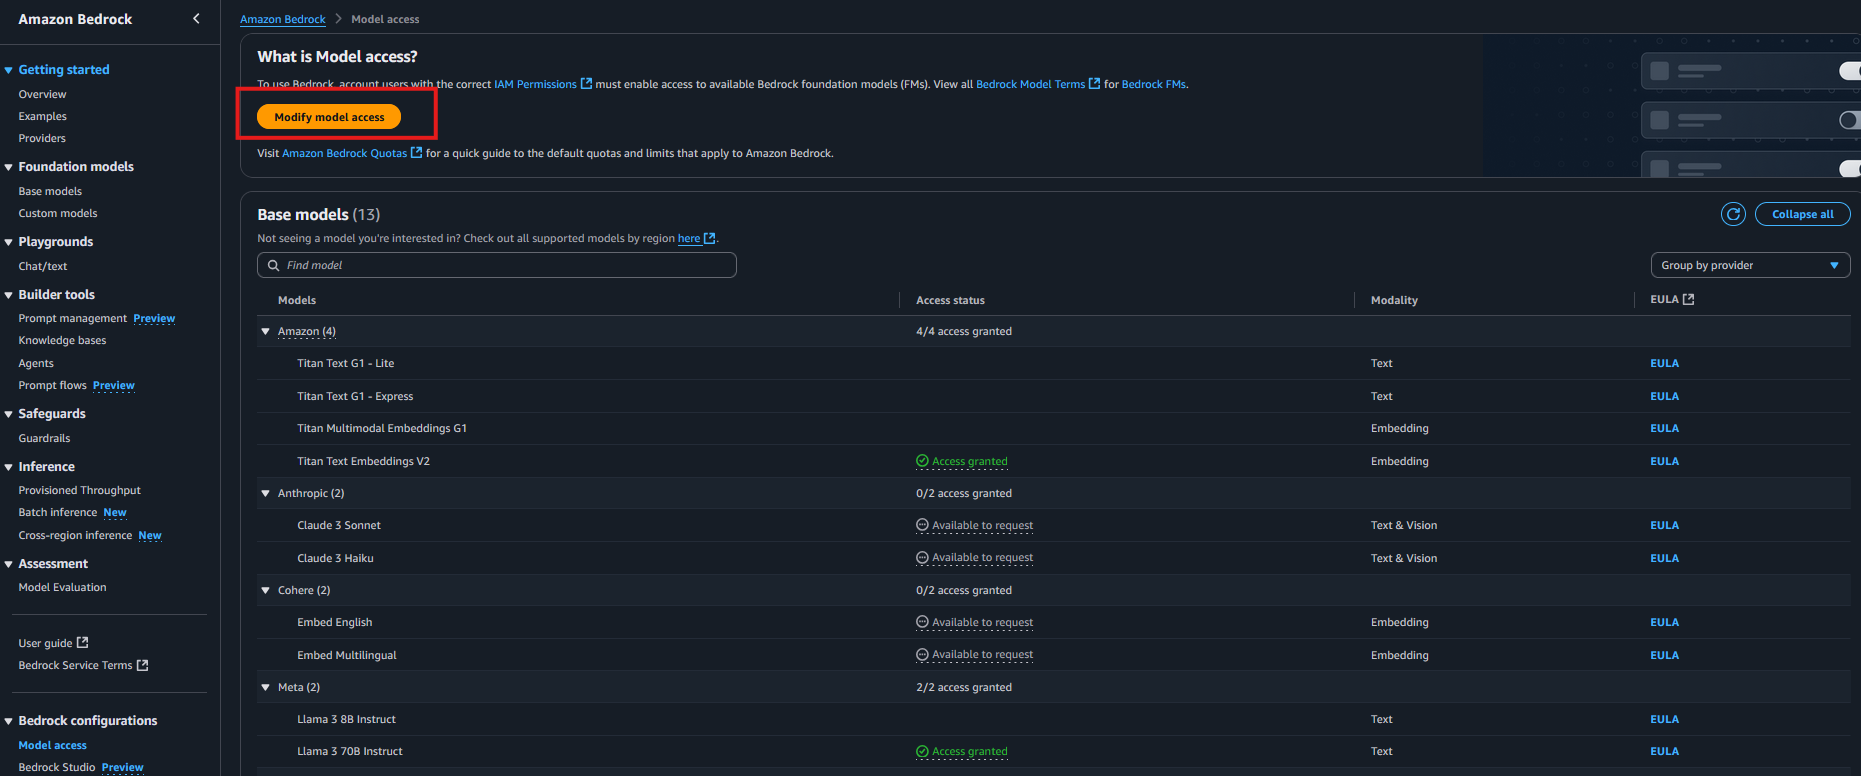 Amazon Bedrock
Getting started
Overview
Examples
Providers
Foundation models
Base models
Custom models
Playgrounds
Chat/text
Builder tools
Prompt management Preview
Knowledge bases
Agents
Prompt flows Preview
Safeguards
Guardrails
Inference
Provisioned Throughput
Batch inference New
Cross-region inference New
Assessment
Model Evaluation
User guide
Bedrock Service Terms
Bedrock configurations
Model access
Bedrock Studio Preview
Amazon Bedrock > Model access
What is Model access?
To use Bedrock, account users with the correct IAM Permissions must enable access to available Bedrock foundation models (FMs). View all Bedrock Model Terms for Bedrock FMs.
Modify model access
Visit Amazon Bedrock Quotas for a quick guide to the default quotas and limits that apply to Amazon Bedrock.
Base models (13)
Collapse all
Not seeing a model you're interested in? Check out all supported models by region here.
Find model
Group by provider
Models Access status Modality EULA
Amazon (4) 4/4 access granted
Titan Text G1 - Lite Text EULA
Titan Text G1 - Express Text EULA
Titan Multimodal Embeddings G1 Embedding EULA
Titan Text Embeddings V2 Access granted Embedding EULA
Anthropic (2) 0/2 access granted
Claude 3 Sonnet Available to request Text & Vision EULA
Claude 3 Haiku Available to request Text & Vision EULA
Cohere (2) 0/2 access granted
Embed English Available to request Embedding EULA
Embed Multilingual Available to request Embedding EULA
Meta (2) 2/2 access granted
Llama 3 8B Instruct Text EULA
Llama 3 70B Instruct Access granted Text EULA